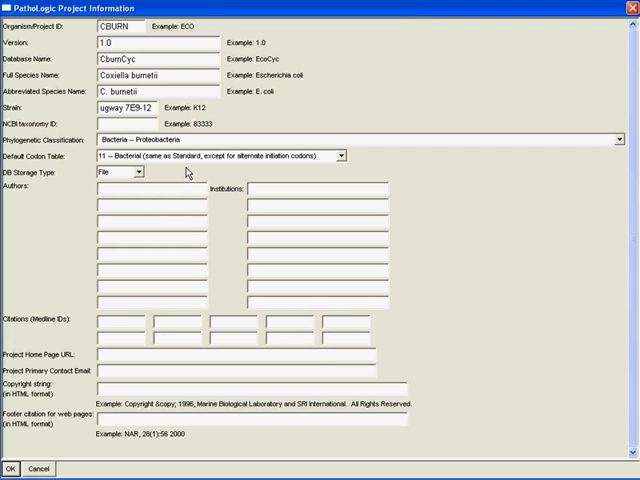 PathoLogic Project Information
Organism/Project ID: CBURN Example: ECO
Version: 1.0 Example: 1.0
Database Name: CburnCyc Example: EcoCyc
Full Species Name: Coxiella burnetii Example: Escherichia coli
Abbreviated Species Name: C. burnetii Example: E. coli
Strain: ugway 7E9-12 Example: K12
NCBI taxonomy ID: Example: 83333
Phylogenetic Classification: Bacteria -- Proteobacteria
Default Codon Table: 11 -- Bacterial (same as Standard, except for alternate initiation codons)
DB Storage Type: File
Authors: Institutions:
Citations (Medline IDs):
Project Home Page URL:
Project Primary Contact Email:
Copyright string:
(in HTML format)
Example: Copyright &copy; 1996, Marine Biological Laboratory and SRI International. All Rights Reserved.
Footer citation for web pages:
(in HTML format)
Example: NAR, 28(1):56 2000
OK Cancel